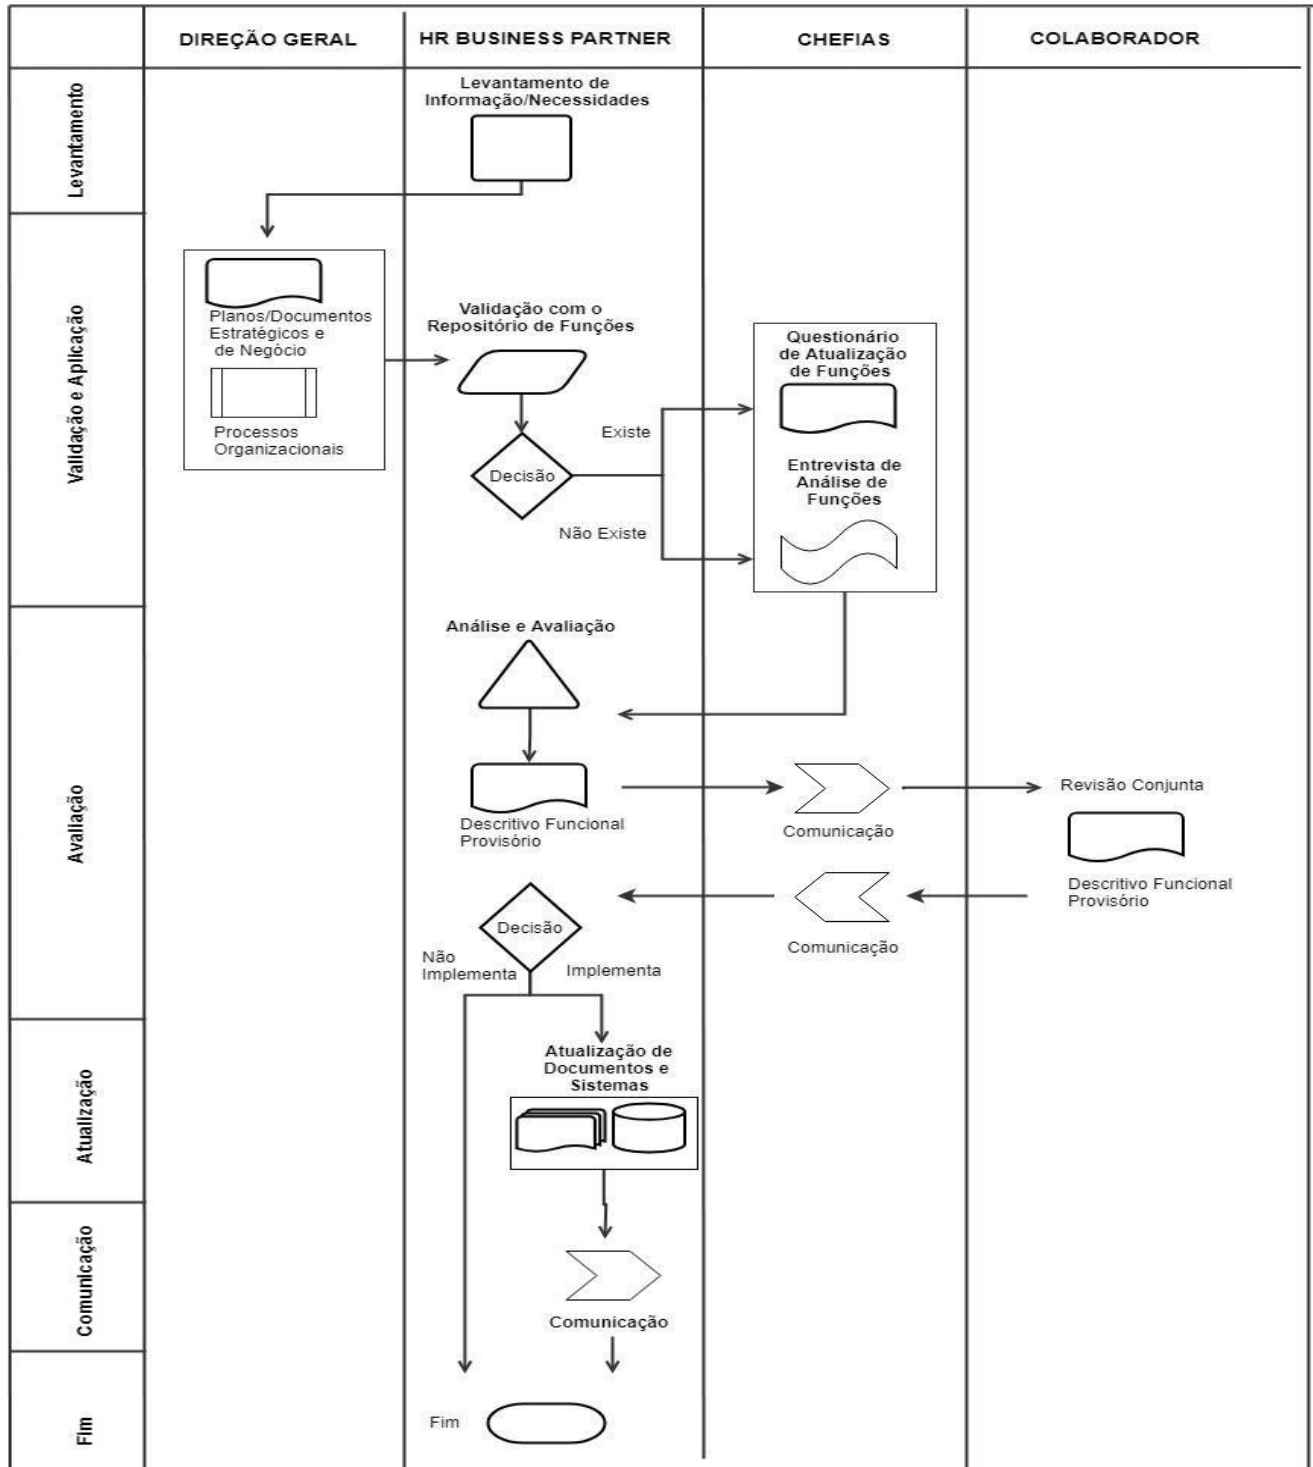 DIREÇÃO GERAL
HR BUSINESS PARTNER
CHEFIAS
COLABORADOR
Levantamento
Levantamento de
Informação/Necessidades
Validação e Aplicação
Planos/Documentos
Estratégicos e
de Negócio
Processos
Organizacionais
Validação com o
Repositório de Funções
Decisão
Existe
Não Existe
Questionário
de Atualização
de Funções
Entrevista de
Análise de
Funções
Avaliação
Análise e Avaliação
Descritivo Funcional
Provisório
Comunicação
Revisão Conjunta
Descritivo Funcional
Provisório
Comunicação
Decisão
Não
Implementa
Implementa
Atualização
Atualização de
Documentos e
Sistemas
Comunicação
Comunicação
Fim
Fim